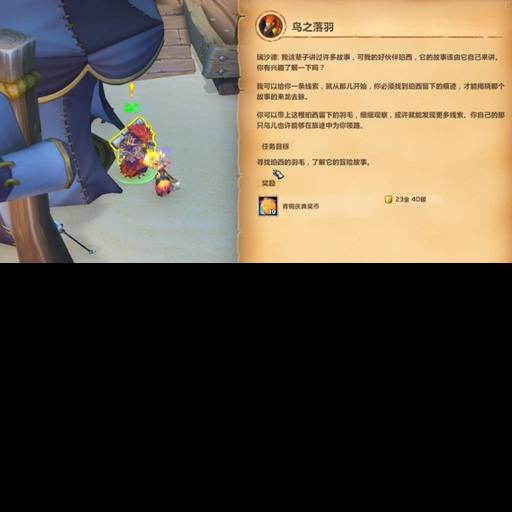 鸟之落羽
瑞沙德: 我这辈子讲过许多故事，可我的好伙伴珀西，它的故事该由它自己来讲。
你有兴趣了解一下吗？
我可以给你一条线索，就从那儿开始，你必须找到珀西留下的痕迹，才能揭晓那个
故事的来龙去脉。
你可以带上这根珀西留下的羽毛，细细观察，或许就能发现更多线索。你自己的那
只鸟儿也许能够在旅途中为你领路。
任务目标
寻找珀西的羽毛，了解它的冒险故事。
奖励
10
青铜庆典奖币
23金 40银